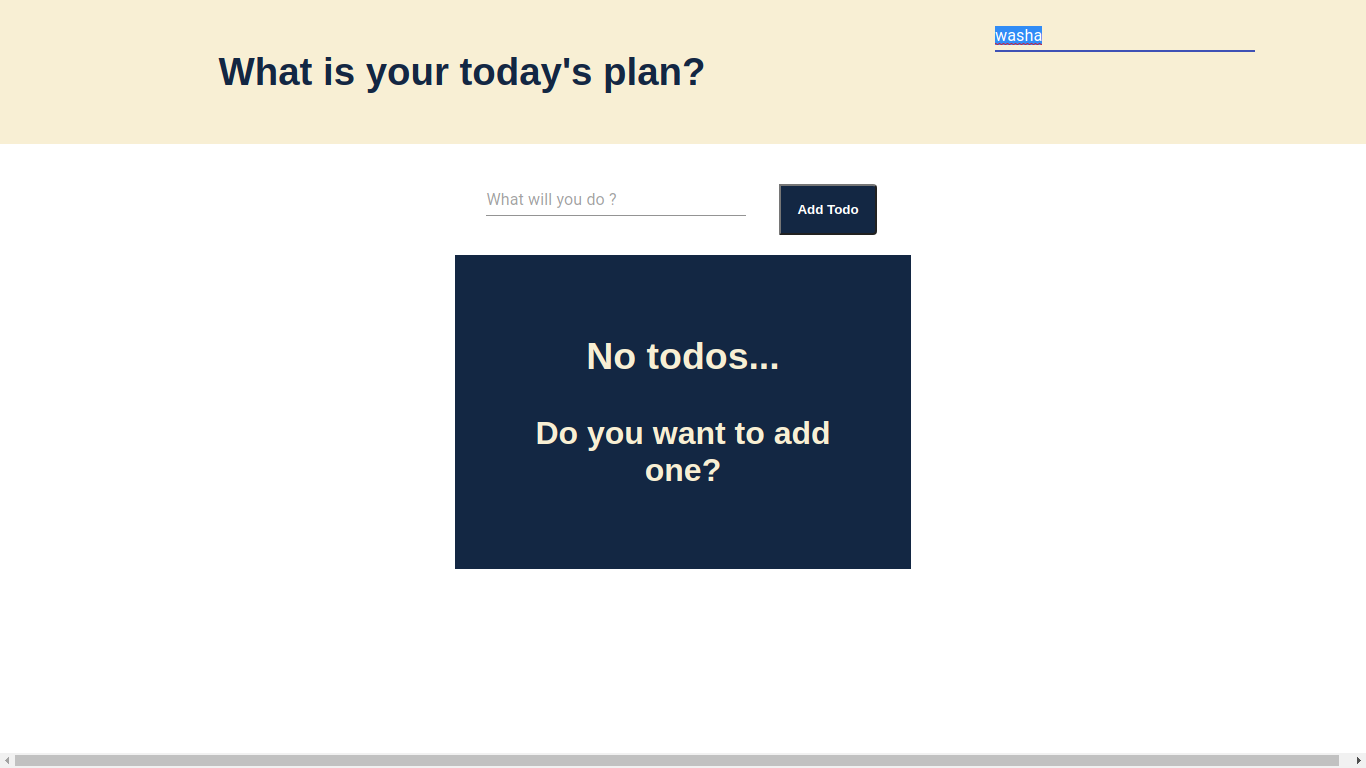 washa
What is your today's plan?
What will you do ?
Add Todo
No todos...
Do you want to add
one?